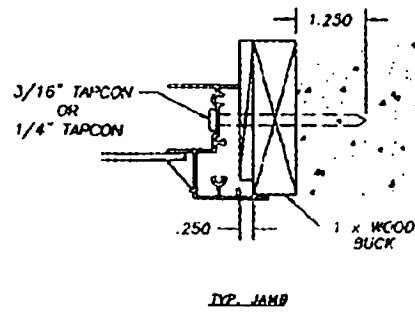 1.250
3/16" TAPCON
OR
1/4" TAPCON
.250
1 x WOOD
BUCK
TYP. JAMB